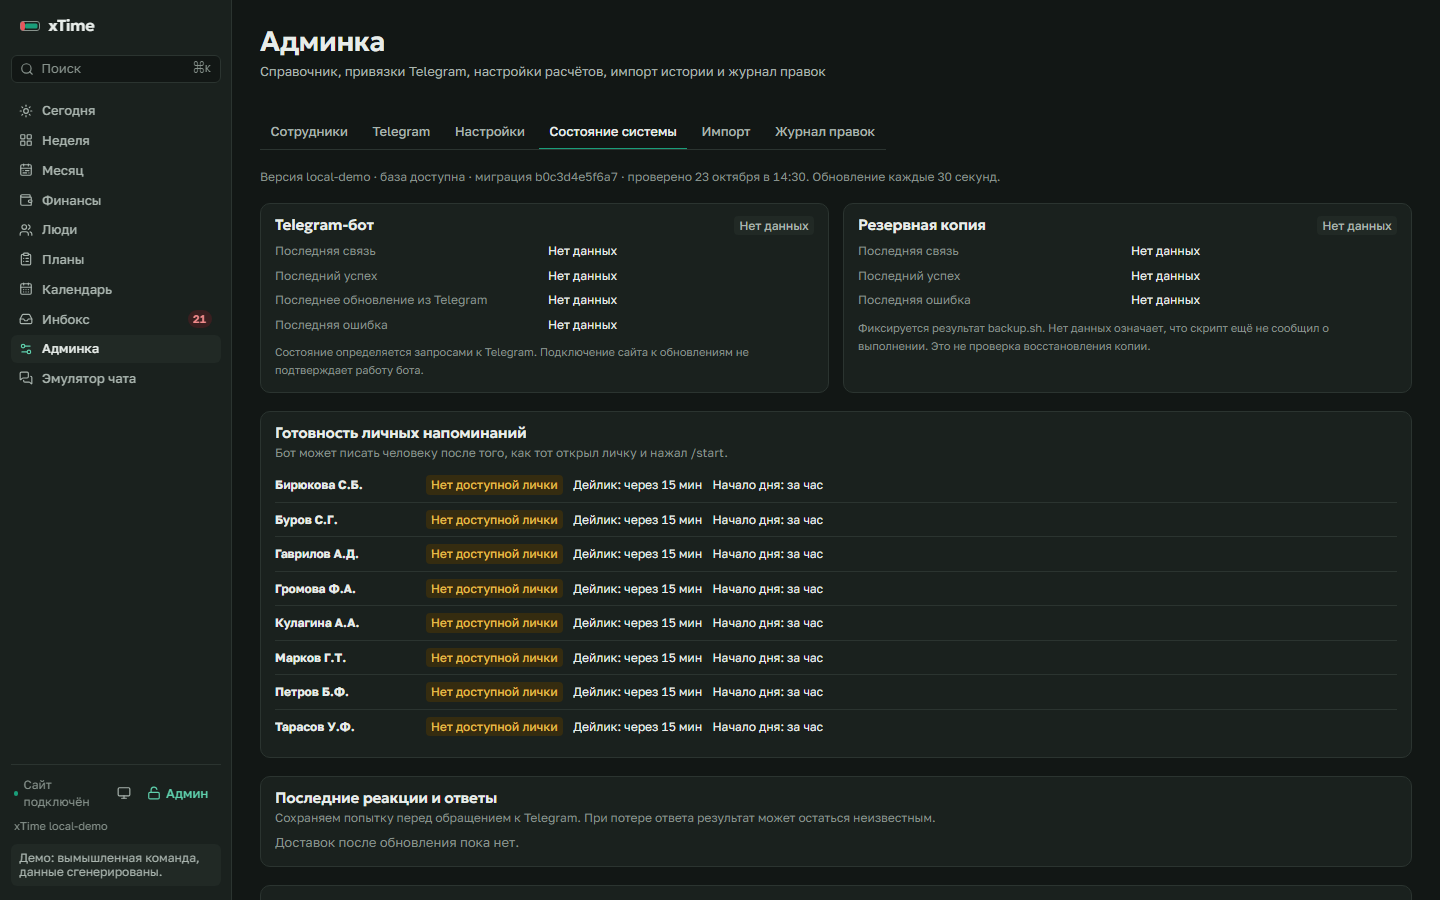 xTime
Поиск ⌘K
Сегодня
Неделя
Месяц
Финансы
Люди
Планы
Календарь
Инбокс 21
Админка
Эмулятор чата
Сайт подключён
Админ
xTime local-demo
Демо: вымышленная команда,
данные сгенерированы.
Админка
Справочник, привязки Telegram, настройки расчётов, импорт истории и журнал правок
Сотрудники Telegram Настройки Состояние системы Импорт Журнал правок
Версия local-demo · база доступна · миграция b0c3d4e5f6a7 · проверено 23 октября в 14:30. Обновление каждые 30 секунд.
Telegram-бот Нет данных
Последняя связь Нет данных
Последний успех Нет данных
Последнее обновление из Telegram Нет данных
Последняя ошибка Нет данных
Состояние определяется запросами к Telegram. Подключение сайта к обновлениям не
подтверждает работу бота.
Резервная копия Нет данных
Последняя связь Нет данных
Последний успех Нет данных
Последняя ошибка Нет данных
Фиксируется результат backup.sh. Нет данных означает, что скрипт ещё не сообщил о
выполнении. Это не проверка восстановления копии.
Готовность личных напоминаний
Бот может писать человеку после того, как тот открыл личку и нажал /start.
Бирюкова С.Б. Нет доступной лички Дейлик: через 15 мин Начало дня: за час
Буров С.Г. Нет доступной лички Дейлик: через 15 мин Начало дня: за час
Гаврилов А.Д. Нет доступной лички Дейлик: через 15 мин Начало дня: за час
Громова Ф.А. Нет доступной лички Дейлик: через 15 мин Начало дня: за час
Кулагина А.А. Нет доступной лички Дейлик: через 15 мин Начало дня: за час
Марков Г.Т. Нет доступной лички Дейлик: через 15 мин Начало дня: за час
Петров Б.Ф. Нет доступной лички Дейлик: через 15 мин Начало дня: за час
Тарасов У.Ф. Нет доступной лички Дейлик: через 15 мин Начало дня: за час
Последние реакции и ответы
Сохраняем попытку перед обращением к Telegram. При потере ответа результат может остаться неизвестным.
Доставок после обновления пока нет.